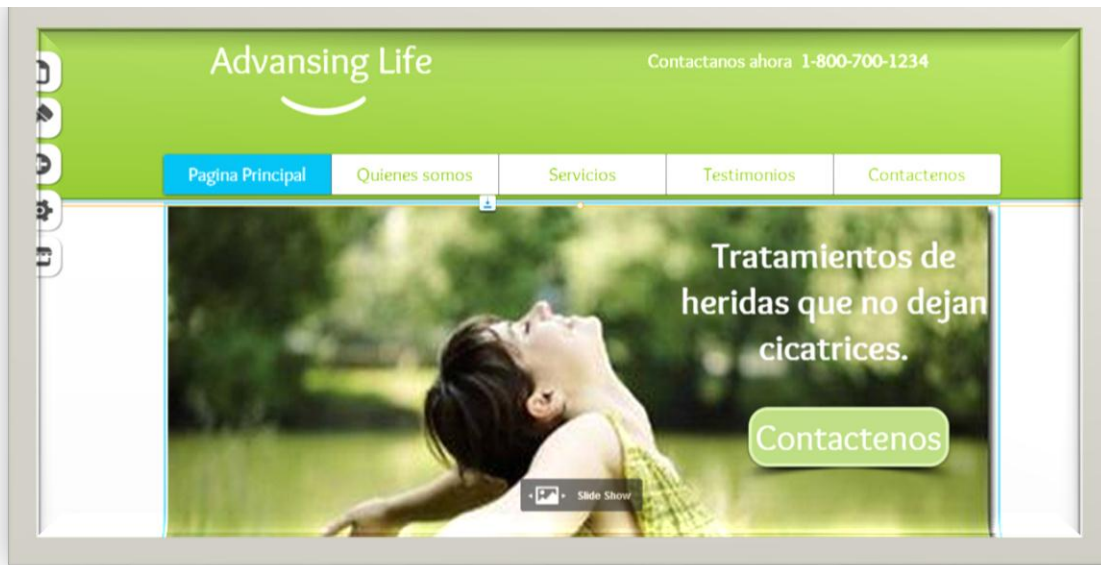 Advansing Life
Contactanos ahora 1-800-700-1234
Pagina Principal
Quienes somos
Servicios
Testimonios
Contactenos
Tratamientos de
heridas que no dejan
cicatrices.
Contactenos
Slide Show